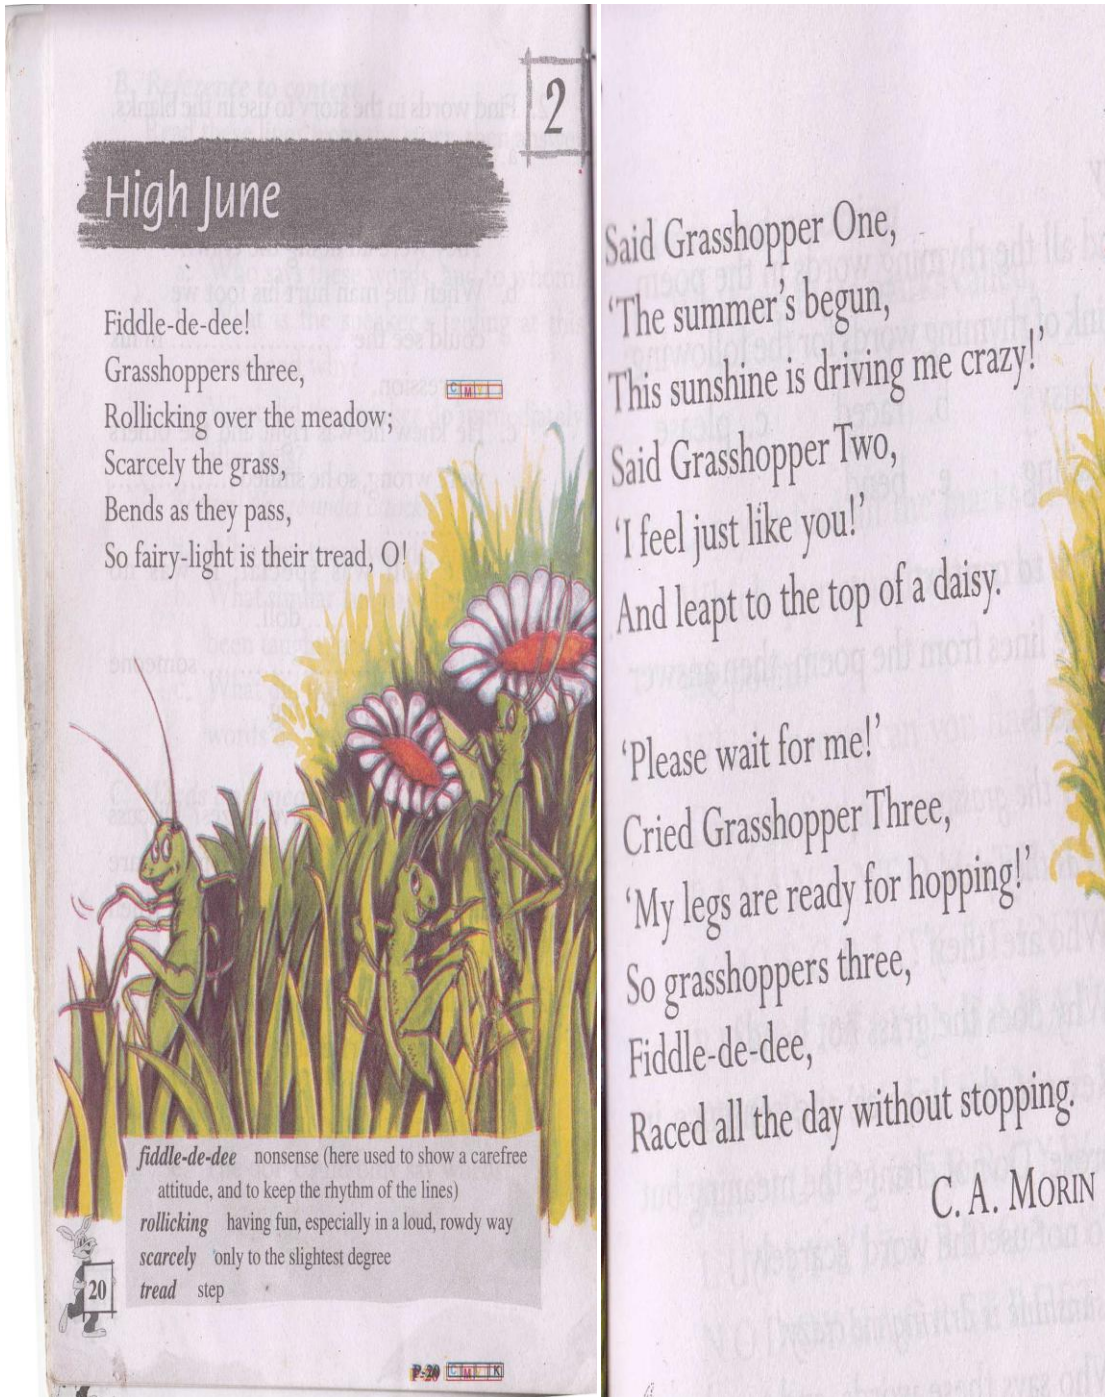 2
High June
Fiddle-de-dee!
Grasshoppers three,
Rollicking over the meadow;
Scarcely the grass,
Bends as they pass,
So fairy-light is their tread, O!
fiddle-de-dee nonsense (here used to show a carefree
attitude, and to keep the rhythm of the lines)
rollicking having fun, especially in a loud, rowdy way
scarcely only to the slightest degree
tread step
20
P-20 C M Y K
Said Grasshopper One,
‘The summer’s begun,
This sunshine is driving me crazy!’
Said Grasshopper Two,
‘I feel just like you!’
And leapt to the top of a daisy.
‘Please wait for me!’
Cried Grasshopper Three,
‘My legs are ready for hopping!’
So grasshoppers three,
Fiddle-de-dee,
Raced all the day without stopping.
C. A. MORIN